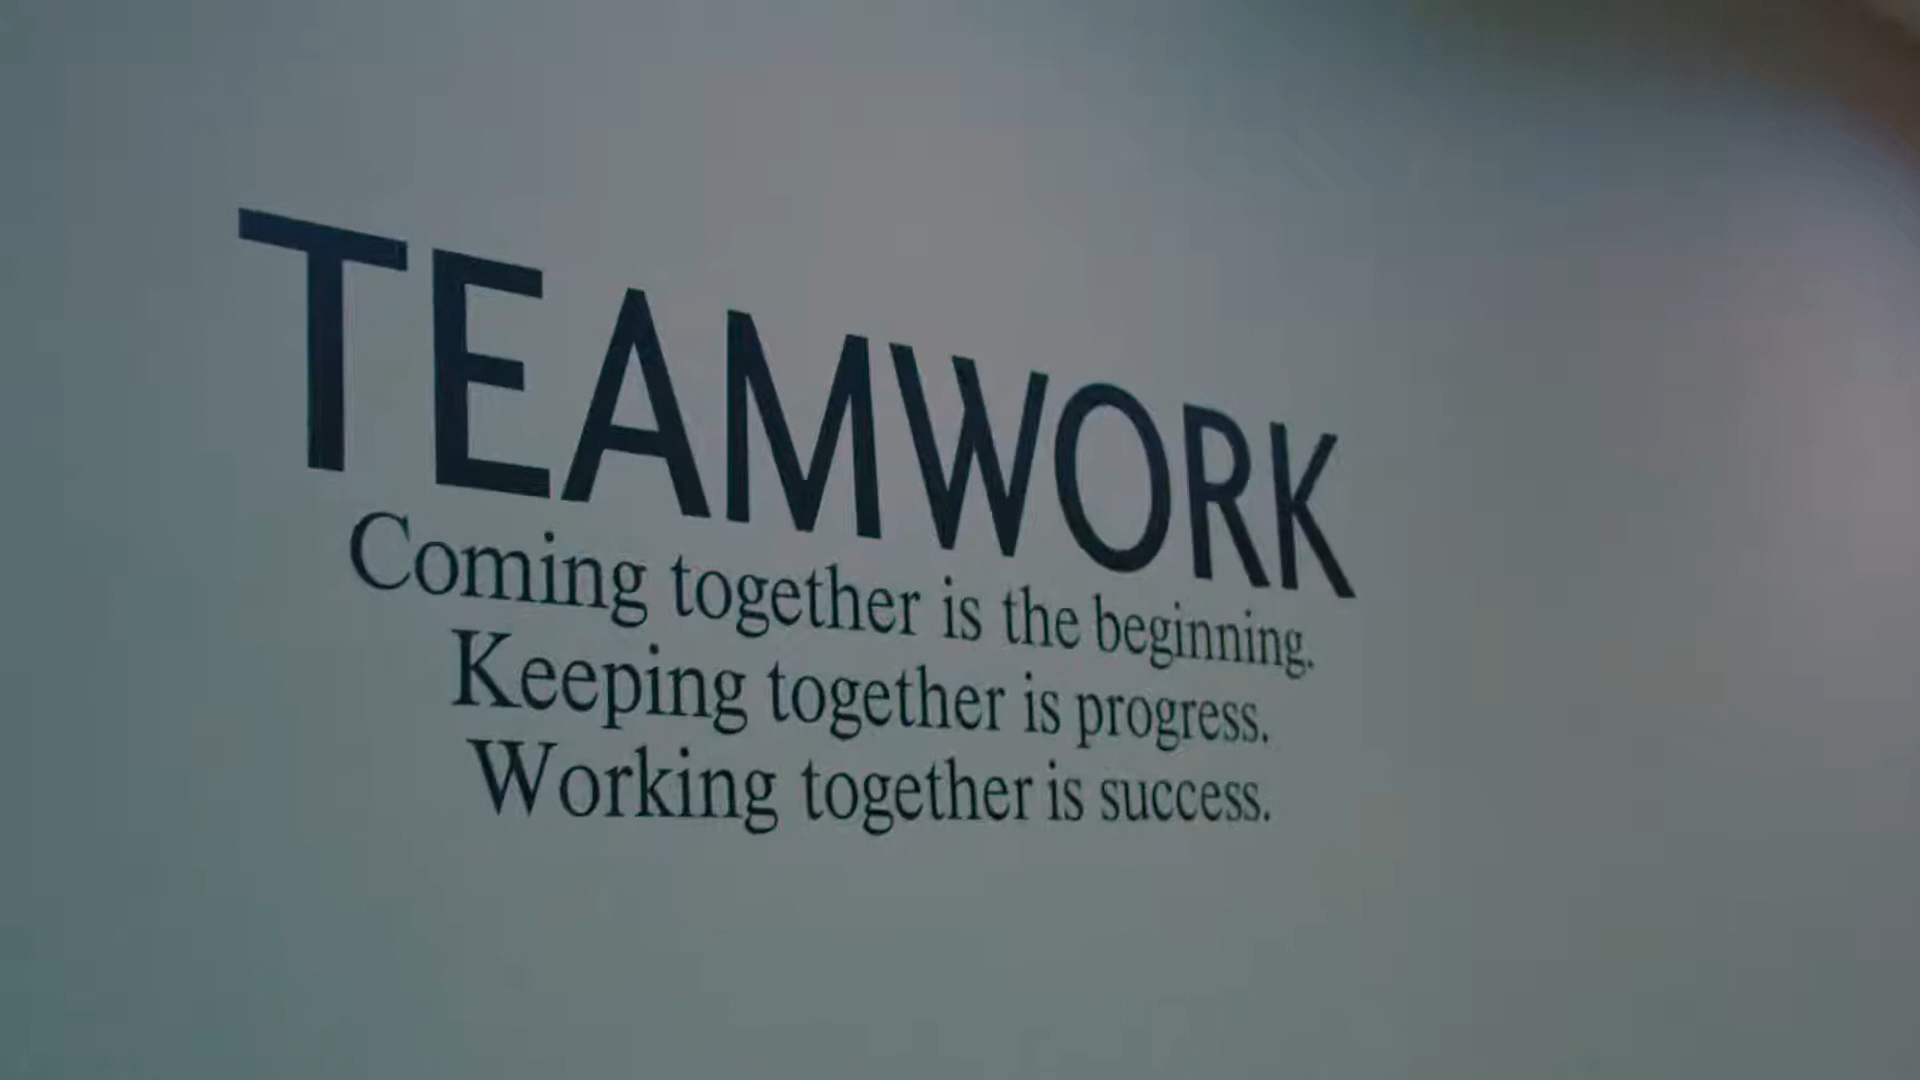 TEAMWORK
Coming together is the beginning.
Keeping together is progress.
Working together is success.